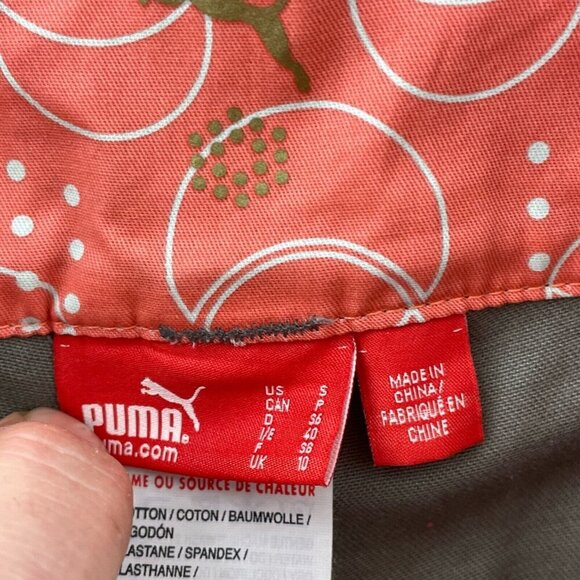 PUMA®
uma.com
US S
CAN P
D 36
I/E 40
F 38
UK 10
MADE IN
CHINA/
FABRIQUÉ EN
CHINE
ME OU SOURCE DE CHALEUR
OTTON / COTON / BAUMWOLLE /
GODÓN
LASTANE / SPANDEX /
LASTHANNE /